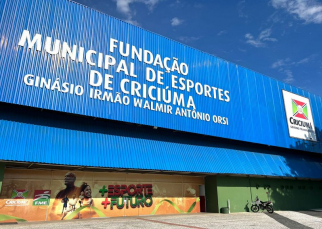 FUNDAÇÃO
MUNICIPAL DE ESPORTES
DE CRICIÚMA
GINÁSIO IRMÃO WALMIR ANTÔNIO ORSI
CRICIÚMA
+ESPORTE
+FUTURO